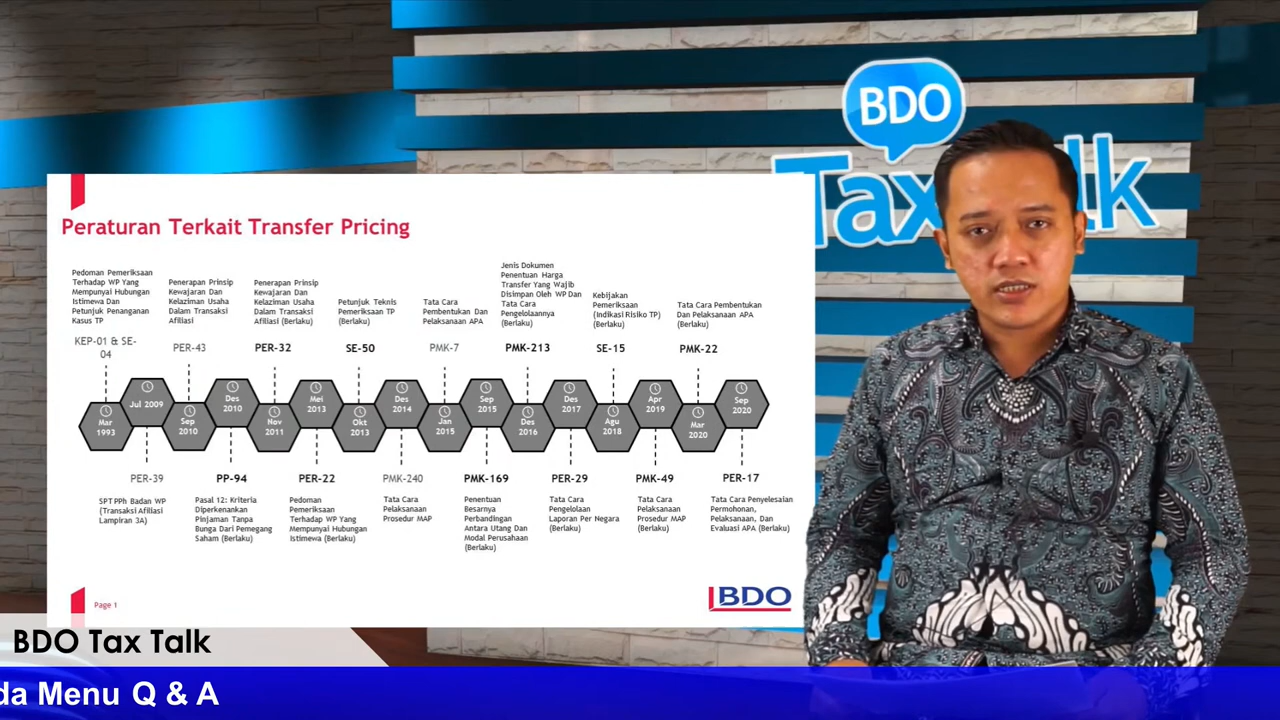 BDO
Tax Talk
Peraturan Terkait Transfer Pricing
Pedoman Pemeriksaan
Terhadap WP Yang
Mempunyai Hubungan
Istimewa Dan
Petunjuk Penanganan
Kasus TP
KEP-01 & SE-
04
Penerapan Prinsip
Kewajaran Dan
Kelaziman Usaha
Dalam Transaksi
Afiliasi
PER-43
Penerapan Prinsip
Kewajaran Dan
Kelaziman Usaha
Dalam Transaksi
Afiliasi (Berlaku)
PER-32
Petunjuk Teknis
Pemeriksaan TP
(Berlaku)
SE-50
Tata Cara
Pembentukan Dan
Pelaksanaan APA
PMK-7
Jenis Dokumen
Penentuan Harga
Transfer Yang Wajib
Disimpan Oleh WP Dan
Tata Cara
Pengelolaannya
(Berlaku)
PMK-213
Kebijakan
Pemeriksaan
(Indikasi Risiko TP)
(Berlaku)
SE-15
Tata Cara Pembentukan
Dan Pelaksanaan APA
(Berlaku)
PMK-22
Mar
1993
Jul 2009
Sep
2010
Des
2010
Nov
2011
Mei
2013
Okt
2013
Des
2014
Jan
2015
Sep
2015
Des
2016
Des
2017
Agu
2018
Apr
2019
Mar
2020
Sep
2020
PER-39
SPT PPh Badan WP
(Transaksi Afiliasi
Lampiran 3A)
PP-94
Pasal 12: Kriteria
Diperkenankan
Pinjaman Tanpa
Bunga Dari Pemegang
Saham (Berlaku)
PER-22
Pedoman
Pemeriksaan
Terhadap WP Yang
Mempunyai Hubungan
Istimewa (Berlaku)
PMK-240
Tata Cara
Pelaksanaan
Prosedur MAP
PMK-169
Penentuan
Besarnya
Perbandingan
Antara Utang Dan
Modal Perusahaan
(Berlaku)
PER-29
Tata Cara
Pengelolaan
Laporan Per Negara
(Berlaku)
PMK-49
Tata Cara
Pelaksanaan
Prosedur MAP
(Berlaku)
PER-17
Tata Cara Penyelesaian
Permohonan,
Pelaksanaan, Dan
Evaluasi APA (Berlaku)
Page 1
BDO
BDO Tax Talk
da Menu Q & A